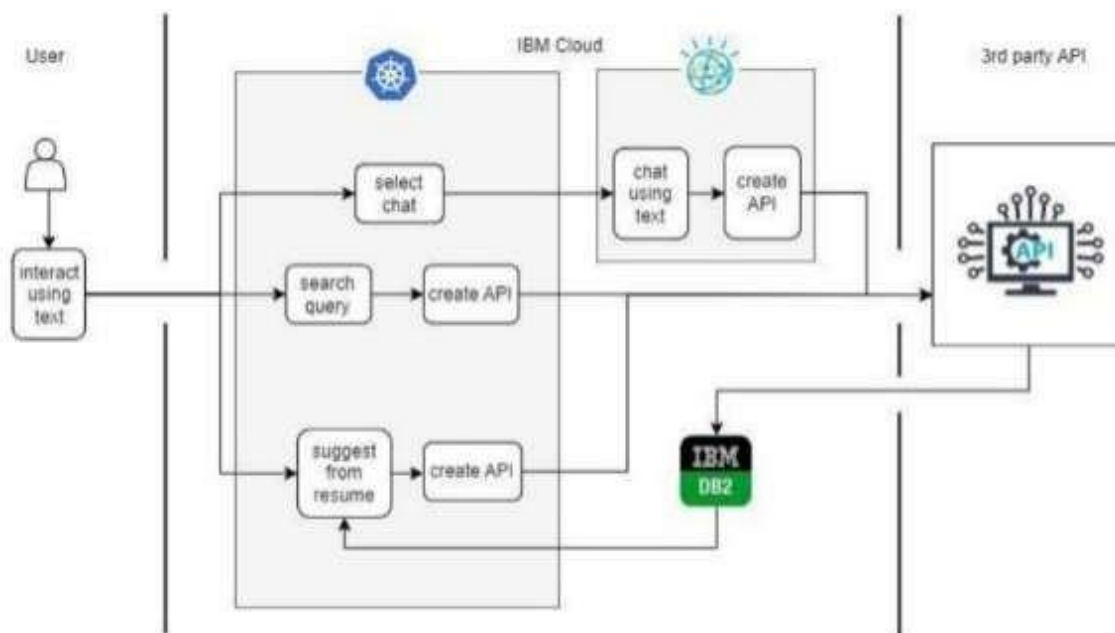 User
IBM Cloud
3rd party API
select
chat
chat
using
text
create
API
API
interact
using
text
search
query
create API
suggest
from
resume
create API
IBM
DB2